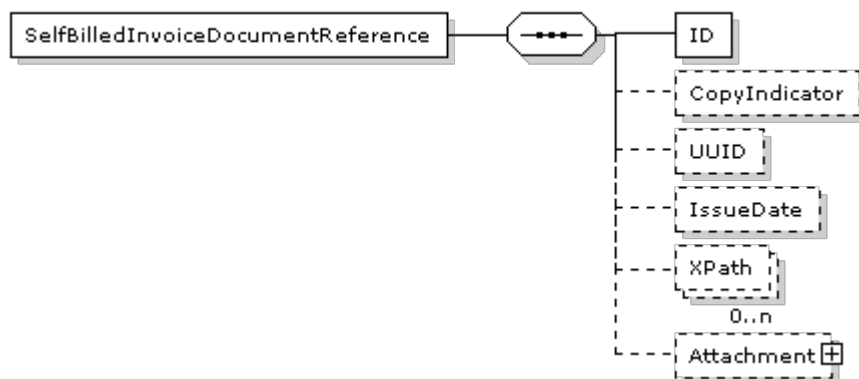 SelfBilledInvoiceDocumentReference
ID
CopyIndicator
UUID
IssueDate
XPath
0..n
Attachment